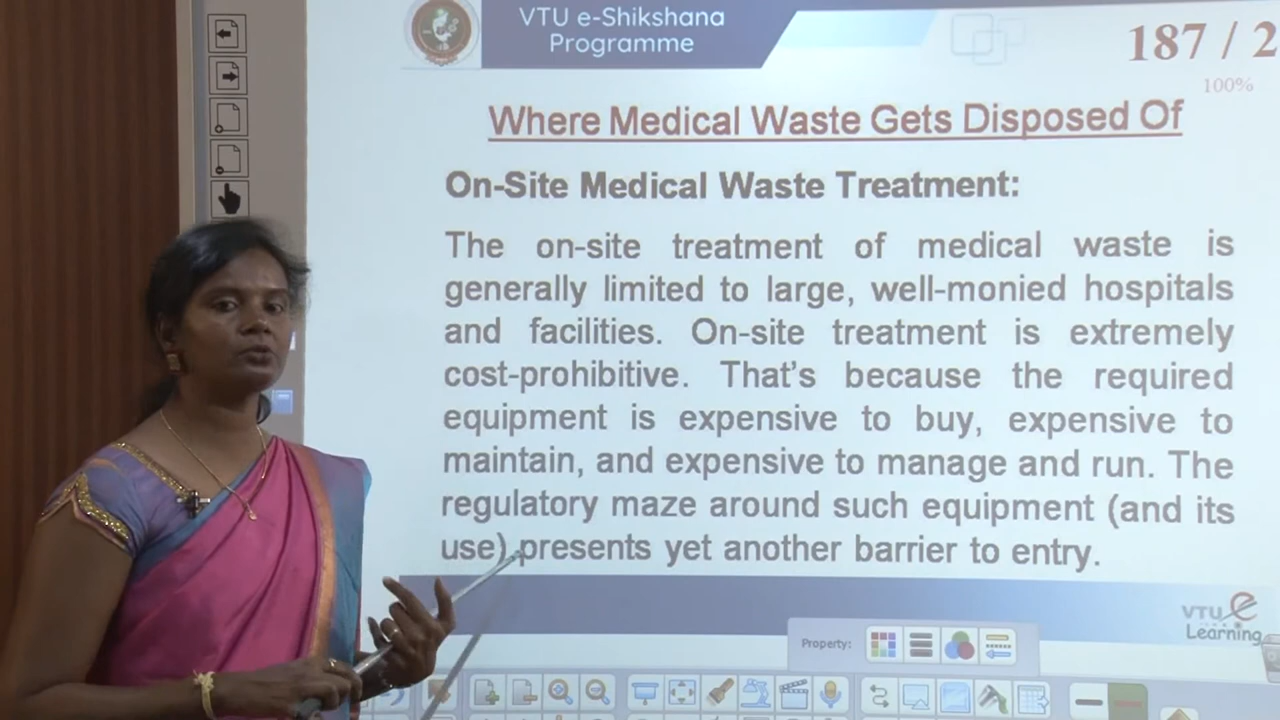 VTU e-Shikshana
Programme
187 / 2
100%
Where Medical Waste Gets Disposed Of
On-Site Medical Waste Treatment:
The on-site treatment of medical waste is
generally limited to large, well-monied hospitals
and facilities. On-site treatment is extremely
cost-prohibitive. That's because the required
equipment is expensive to buy, expensive to
maintain, and expensive to manage and run. The
regulatory maze around such equipment (and its
use) presents yet another barrier to entry.
VTU e
Learning
Property: